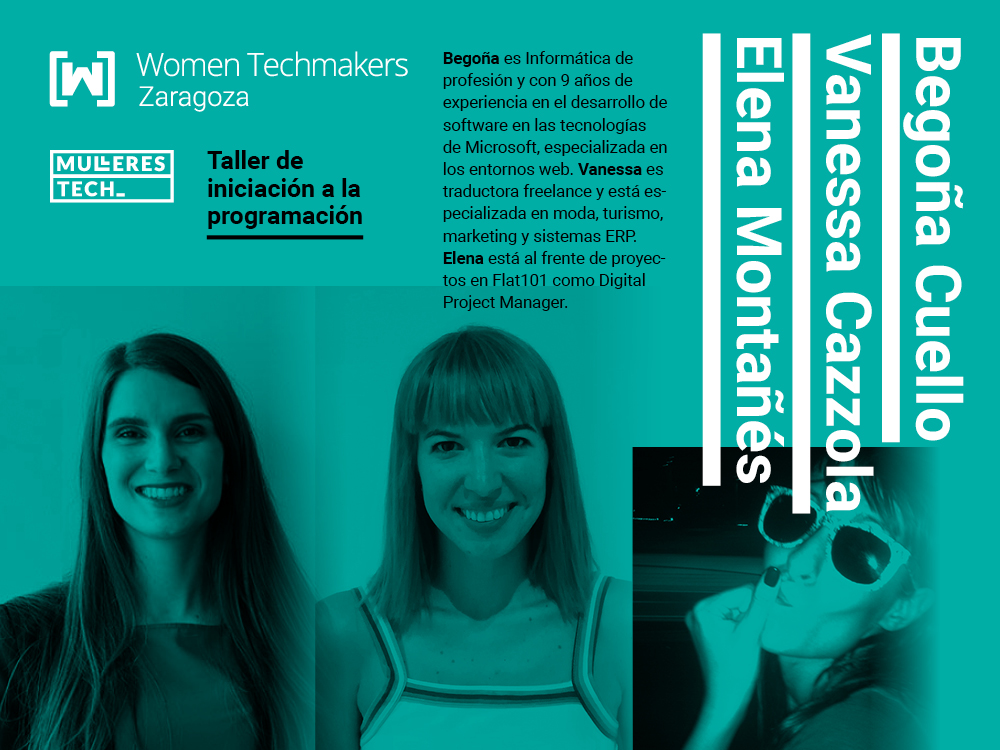 Women Techmakers
Zaragoza
MULLERES
TECH_
Taller de
iniciación a la
programación
Begoña es Informática de
profesión y con 9 años de
experiencia en el desarrollo de
software en las tecnologías
de Microsoft, especializada en
los entornos web. Vanessa es
traductora freelance y está es-
pecializada en moda, turismo,
marketing y sistemas ERP.
Elena está al frente de proyec-
tos en Flat101 como Digital
Project Manager.
Begoña Cuello
Vanessa Cazzola
Elena Montañés